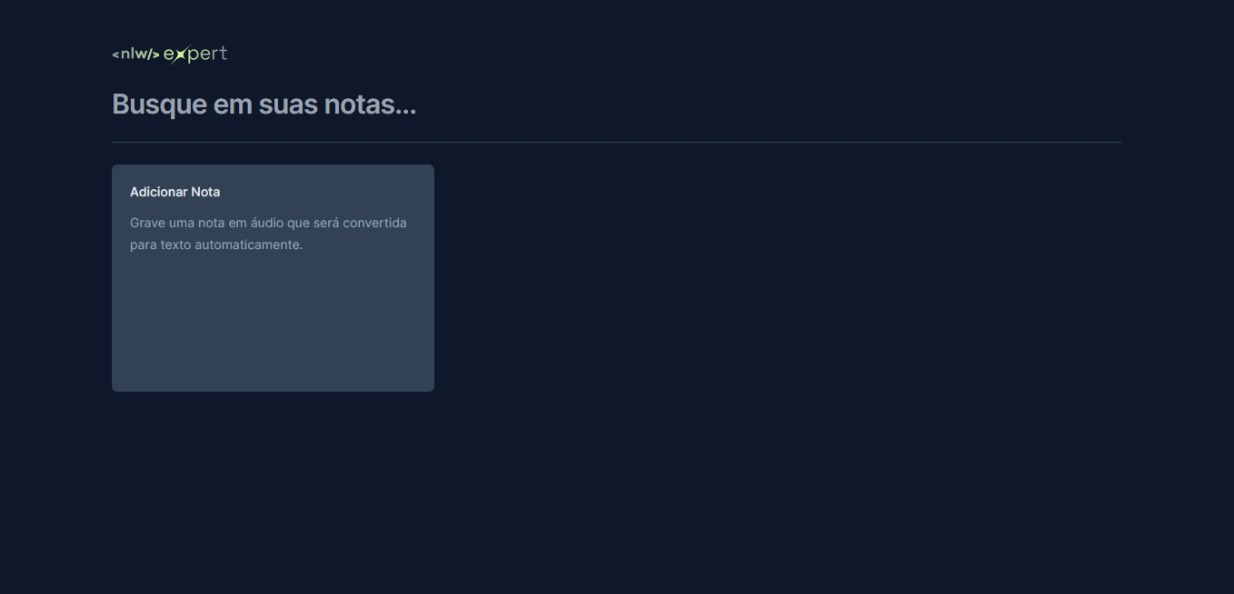 <nlw/> expert
Busque em suas notas...
Adicionar Nota
Grave uma nota em áudio que será convertida
para texto automaticamente.